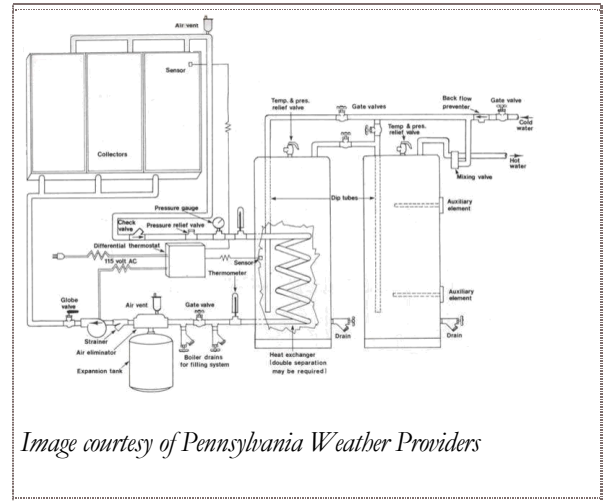 Air vent
Sensor
Collectors
Temp. & pres.
relief valve
Gate valves
Back flow
preventer
Gate valve
Cold
water
Temp & pres.
relief valve
Hot
water
Mixing valve
Dip tubes
Auxiliary
element
Pressure gauge
Check
valve
Pressure relief valve
Differential thermostat
115 volt AC
Sensor
Thermometer
Globe
valve
Air vent
Gate valve
Auxiliary
element
Strainer
Air eliminator
Expansion tank
Boiler drains
for filling system
Drain
Drain
Heat exchanger
(double separation
may be required)
Image courtesy of Pennsylvania Weather Providers